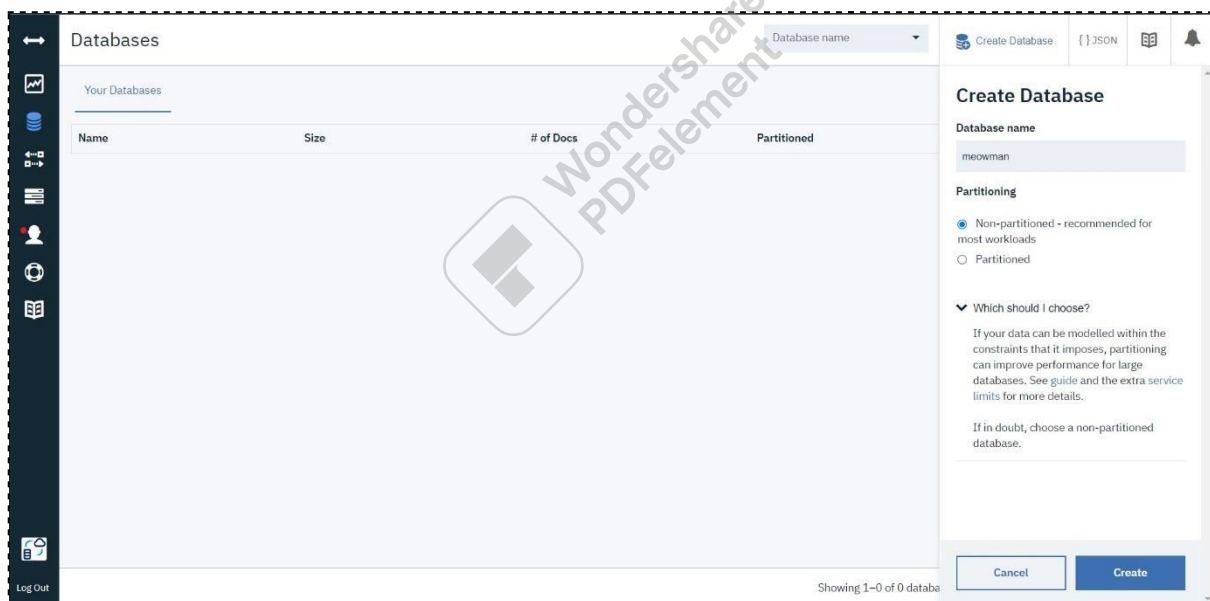 Databases
Database name
Create Database
{ } JSON
Your Databases
Name Size # of Docs Partitioned
Create Database
Database name
meowman
Partitioning
Non-partitioned - recommended for
most workloads
Partitioned
Which should I choose?
If your data can be modelled within the
constraints that it imposes, partitioning
can improve performance for large
databases. See guide and the extra service
limits for more details.
If in doubt, choose a non-partitioned
database.
Cancel
Create
Log Out
Showing 1–0 of 0 databa
Wondershare
PDFelement